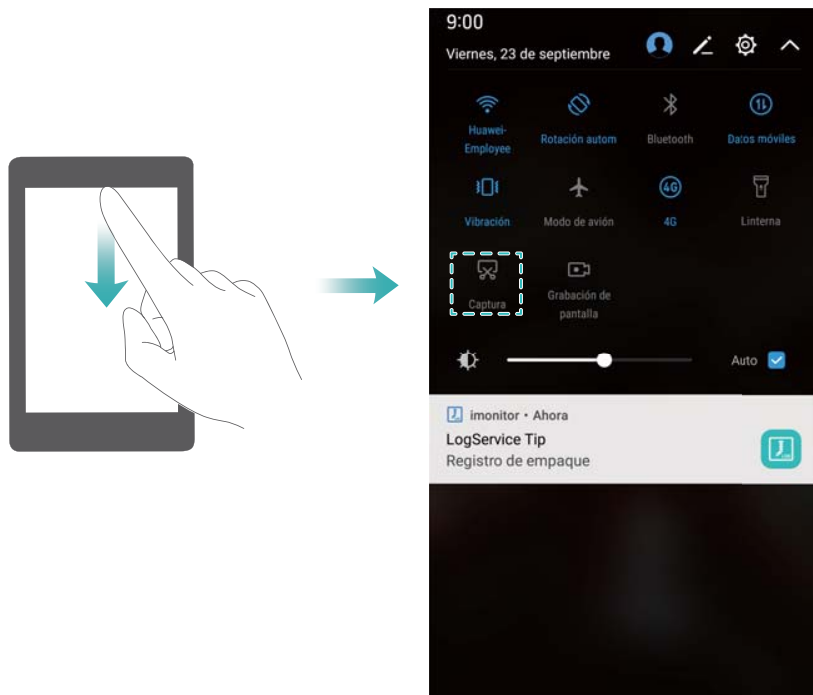 9:00
Viernes, 23 de septiembre
Huawei-
Employee
Rotación autom
Bluetooth
Datos móviles
Vibración
Modo de avión
4G
4G
Linterna
Captura
Grabación de
pantalla
Auto
imonitor • Ahora
LogService Tip
Registro de empaque